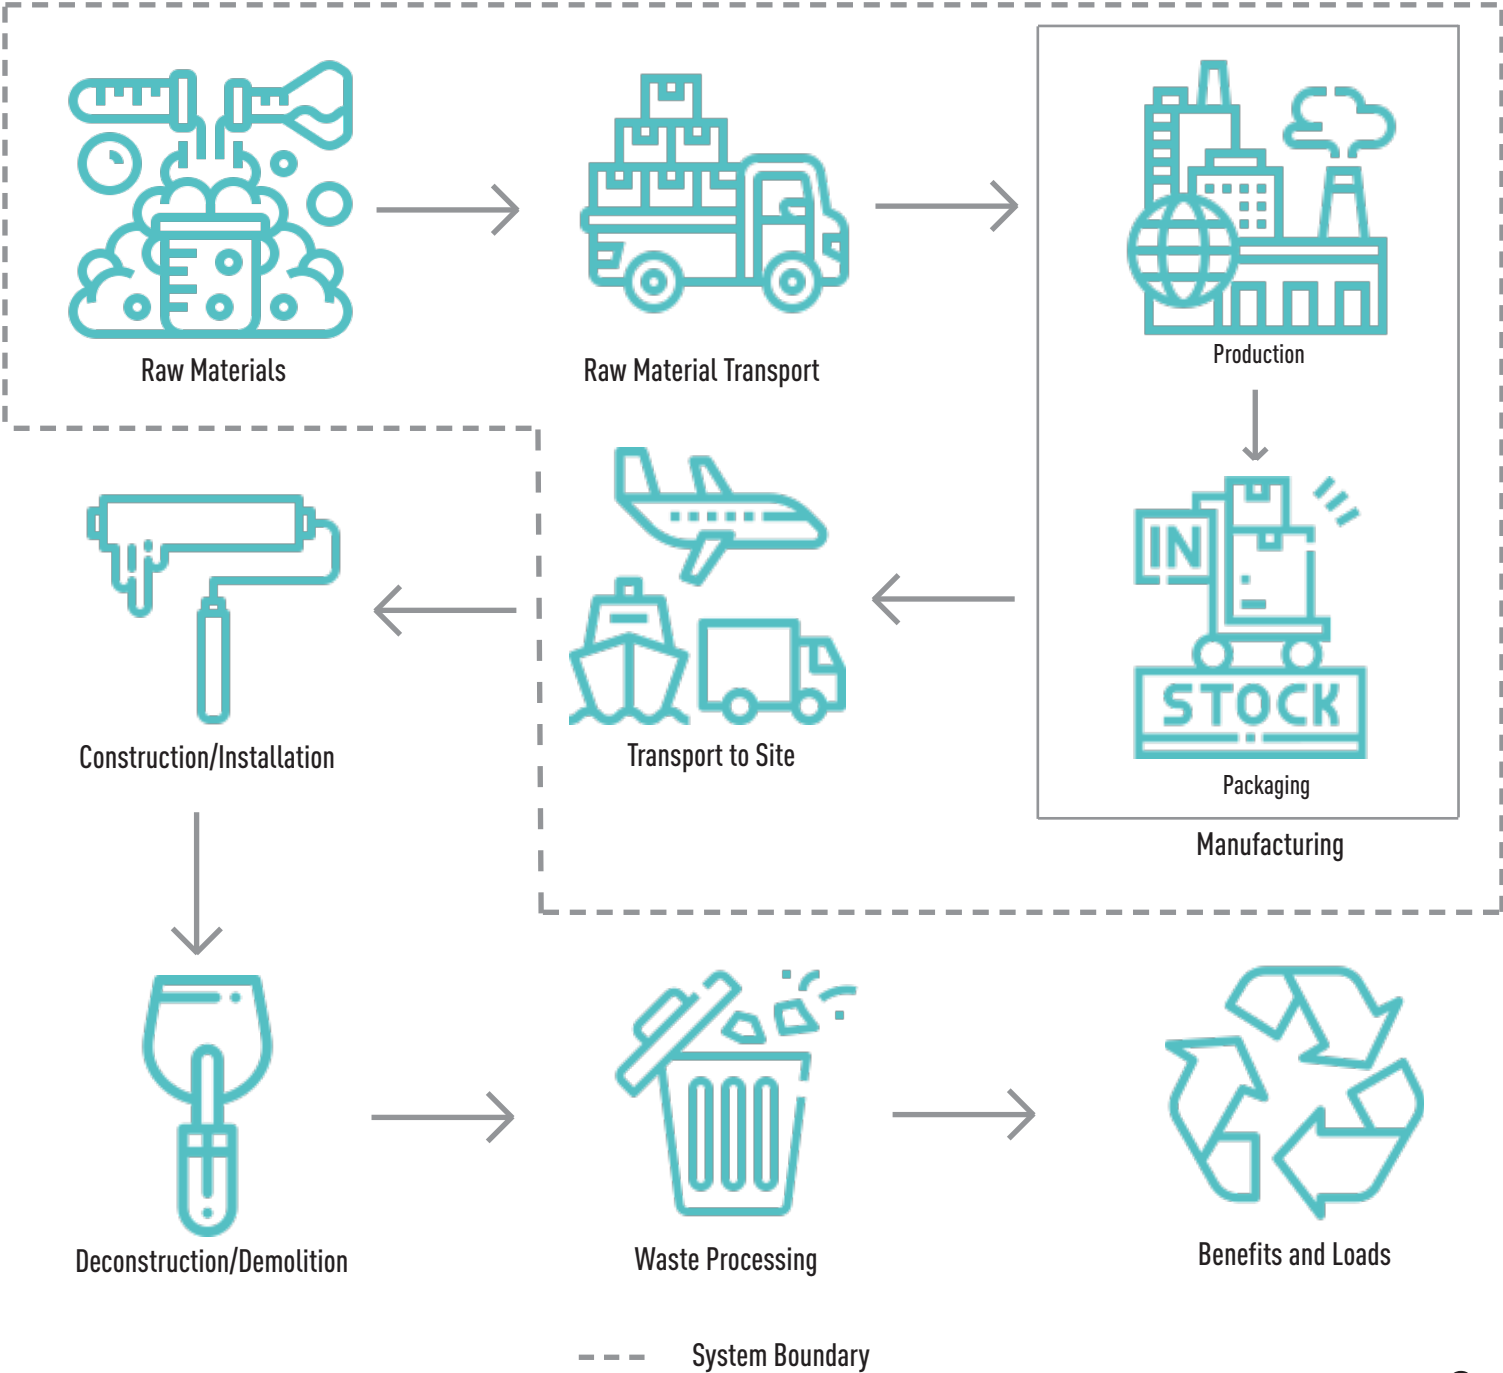 Raw Materials
Raw Material Transport
Production
IN
STOCK
Packaging
Manufacturing
Transport to Site
Construction/Installation
Deconstruction/Demolition
Waste Processing
Benefits and Loads
System Boundary